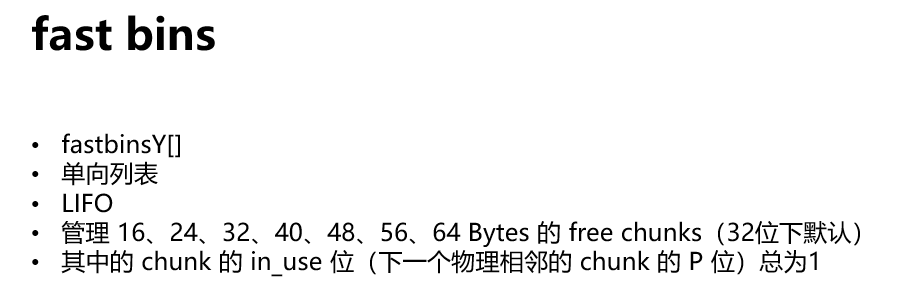 fast bins
• fastbinsY[]
• 单向列表
• LIFO
• 管理 16、24、32、40、48、56、64 Bytes 的 free chunks（32位下默认）
• 其中的 chunk 的 in_use 位（下一个物理相邻的 chunk 的 P 位）总为1